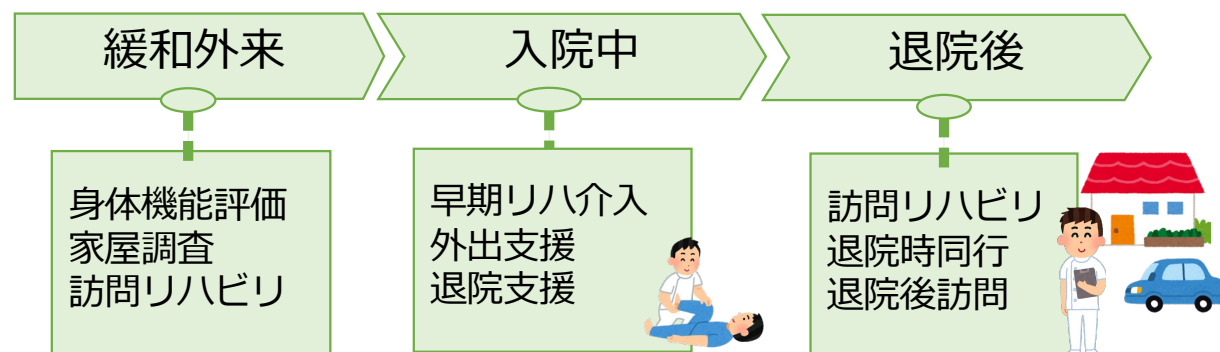 緩和外来
身体機能評価
家屋調査
訪問リハビリ
入院中
早期リハ介入
外出支援
退院支援
退院後
訪問リハビリ
退院時同行
退院後訪問